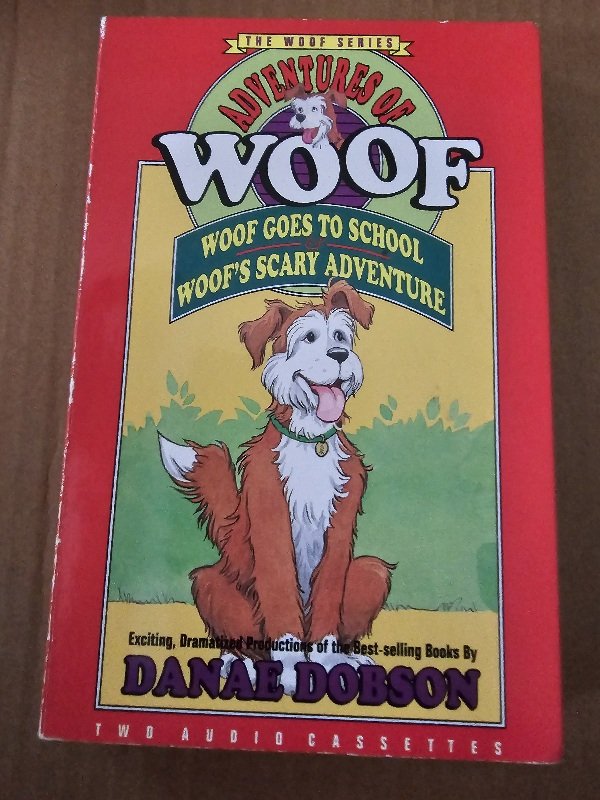 THE WOOF SERIES
ADVENTURES OF
WOOF
WOOF GOES TO SCHOOL
&
WOOF'S SCARY ADVENTURE
Exciting, Dramatized Productions of the Best-selling Books By
DANAE DOBSON
TWO AUDIO CASSETTES